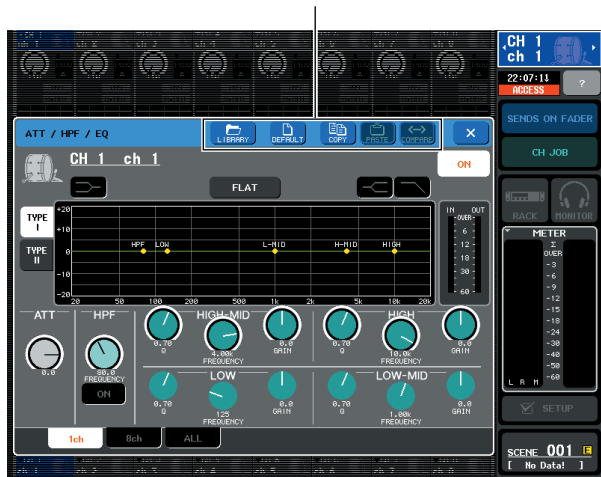 CH 1
ch 1
22:07:13
ACCESS
?
SENDS ON FADER
CH JOB
RACK
MONITOR
METER
Σ
OVER
-3
-6
-9
-12
-15
-18
-24
-30
-40
-50
-60
L R M
SETUP
SCENE 001 E
[ No Data! ]
ATT / HPF / EQ
LIBRARY
DEFAULT
COPY
PASTE
COMPARE
×
CH 1 ch 1
ON
FLAT
TYPE
I
TYPE
II
+20
+10
0
-10
-20
HPF LOW L-MID H-MID HIGH
20 50 100 200 500 1k 2k 5k 10k 20k
IN OUT
-OVER-
- 6 -
- 12 -
- 18 -
- 30 -
- 60 -
ATT
HPF
HIGH-MID
HIGH
0.0
80.0
FREQUENCY
ON
0.70
Q
4.00k
FREQUENCY
0.0
GAIN
0.70
Q
10.0k
FREQUENCY
0.0
GAIN
LOW
LOW-MID
0.70
Q
125
FREQUENCY
0.0
GAIN
0.70
Q
1.00k
FREQUENCY
0.0
GAIN
1ch
8ch
ALL